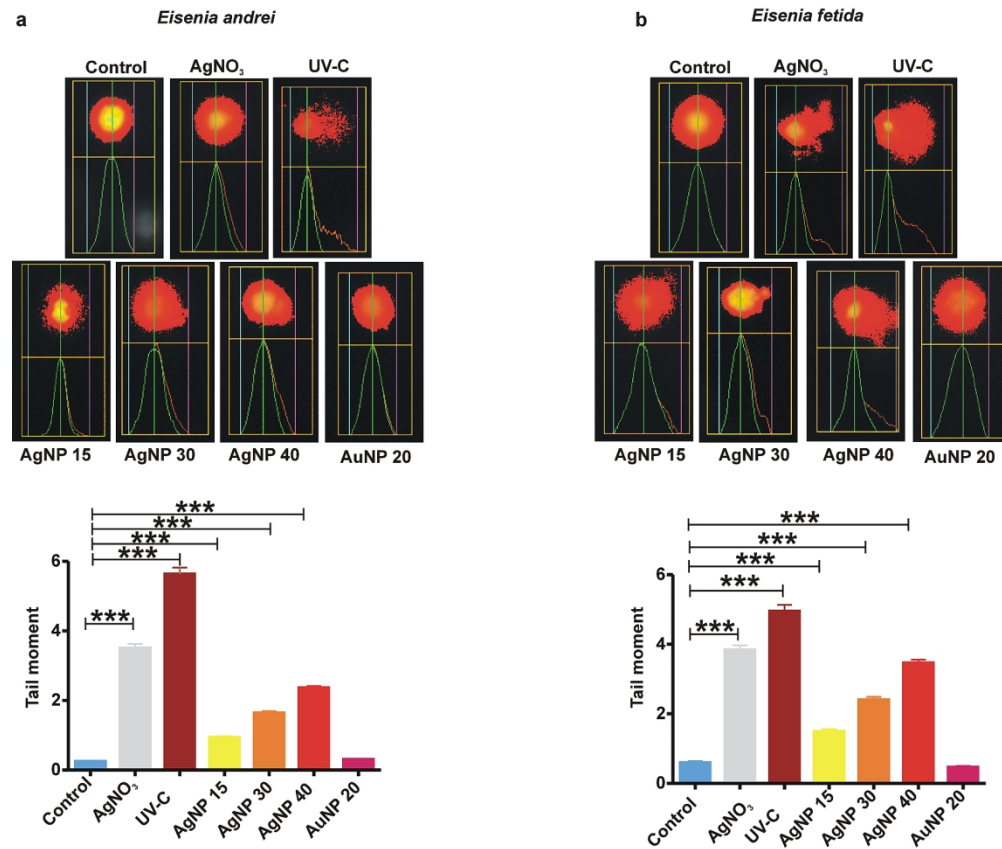 a
Eisenia andrei
Control
AgNO₃
UV-C
AgNP 15
AgNP 30
AgNP 40
AuNP 20
***
***
***
***
***
Tail moment
6
4
2
0
Control
AgNO₃
UV-C
AgNP 15
AgNP 30
AgNP 40
AuNP 20
b
Eisenia fetida
Control
AgNO₃
UV-C
AgNP 15
AgNP 30
AgNP 40
AuNP 20
***
***
***
***
***
Tail moment
6
4
2
0
Control
AgNO₃
UV-C
AgNP 15
AgNP 30
AgNP 40
AuNP 20